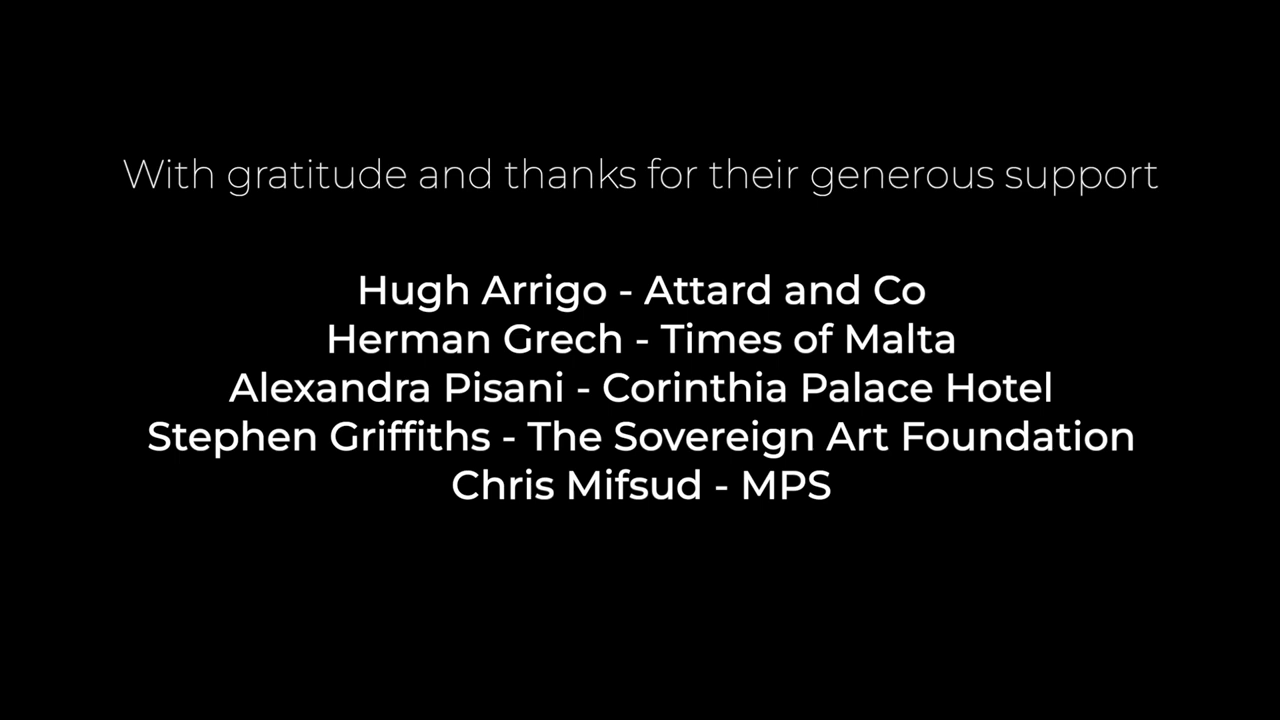 With gratitude and thanks for their generous support
Hugh Arrigo - Attard and Co
Herman Grech - Times of Malta
Alexandra Pisani - Corinthia Palace Hotel
Stephen Griffiths - The Sovereign Art Foundation
Chris Mifsud - MPS